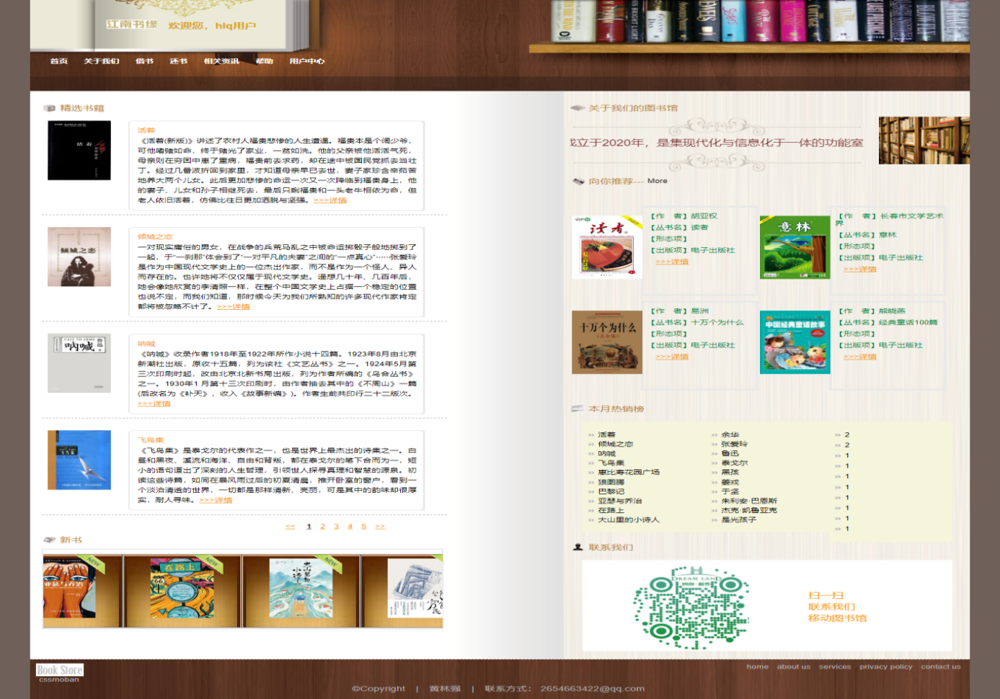 江南书缘
欢迎您，hlq用户
首页 关于我们 借书 还书 相关资讯 帮助 用户中心
精选书籍
活着
《活着(新版)》讲述了农村人福贵悲惨的人生遭遇。福贵本是个阔少爷，
可他嗜赌如命，终于赌光了家业，一贫如洗。他的父亲被他活活气死，
母亲则在穷困中患了重病，福贵前去求药，却在途中被国民党抓去当壮
丁。经过几番波折回到家里，才知道母亲早已去世，妻子家珍含辛茹苦
地养大两个儿女。此后更加悲惨的命运一次又一次降临到福贵身上，他
的妻子、儿女和孙子相继死去，最后只剩福贵和一头老牛相依为命，但
老人依旧活着，仿佛比往日更加洒脱与坚强。>>>详情
倾城之恋
倾城之恋
一对现实庸俗的男女，在战争的兵荒马乱之中被命运掷骰子般地掷到了
一起，于“一刹那”体会到了“一对平凡的夫妻”之间的“一点真心”……张爱玲
是作为中国现代文学史上的一位杰出作家，而不是作为一个怪人、异人
而存在的。也许她将不仅仅属于现代文学史。遥想几十年、几百年后，
她会像她欣赏的李清照一样，在整个中国文学史上占据一个稳定的位置
也说不定，而我们知道，那时候今天为我们所熟知的许多现代作家肯定
都将被忽略不计了。>>>详情
CALL TO ARMS
呐喊
呐喊
《呐喊》收录作者1918年至1922年所作小说十四篇。1923年8月由北京
新潮社出版，原收十五篇，列为该社《文艺丛书》之一。1924年5月第
三次印刷时起，改由北京北新书局出版，列为作者所编的《乌合丛书》
之一。1930年1月第十三次印刷时，由作者抽去其中的《不周山》一篇
(后改名为《补天》，收入《故事新编》)。作者生前共印行二十二版次。
>>>详情
飞鸟集
飞鸟集
《飞鸟集》是泰戈尔的代表作之一，也是世界上最杰出的诗集之一。白
昼和黑夜、溪流和海洋、自由和背叛，都在泰戈尔的笔下合而为一，短
小的语句道出了深刻的人生哲理，引领世人探寻真理和智慧的源泉。初
读这些诗篇，如同在暴风雨过后的初夏清晨，推开卧室的窗户，看到一
个淡泊清透的世界，一切都是那样清新、亮丽，可是其中的韵味却很厚
实，耐人寻味。>>>详情
<< 1 2 3 4 5 >>
新书
NEW
NEW
在路上
66
NEW
大山里的
小诗人
关于我们的图书馆
成立于2020年，是集现代化与信息化于一体的功能室
向你推荐--- More
读者
【作 者】胡亚权
【丛书名】读者
【形态项】
【出版项】电子出版社
>>>详情
意林
【作 者】长春市文学艺术
界
【丛书名】意林
【形态项】
【出版项】电子出版社
>>>详情
十万个为什么
【作 者】易洲
【丛书名】十万个为什么
【形态项】
【出版项】电子出版社
>>>详情
中国经典童话故事
【作 者】熊晓燕
【丛书名】经典童话100篇
【形态项】
【出版项】电子出版社
>>>详情
本月热销榜
活着 余华 2
倾城之恋 张爱玲 2
呐喊 鲁迅 1
飞鸟集 泰戈尔 1
惠比寿花园广场 黑孩 1
狼图腾 姜戎 1
巴黎记 于坚 1
亚瑟与乔治 朱利安·巴恩斯 1
在路上 杰克·凯鲁亚克 1
大山里的小诗人 是光孩子 1
联系我们
DREAM LAND
扫一扫
联系我们
移动图书馆
Book Store
cssmoban
home about us services privacy policy contact us
©Copyright | 黄林强 | 联系方式： 2654663422@qq.com